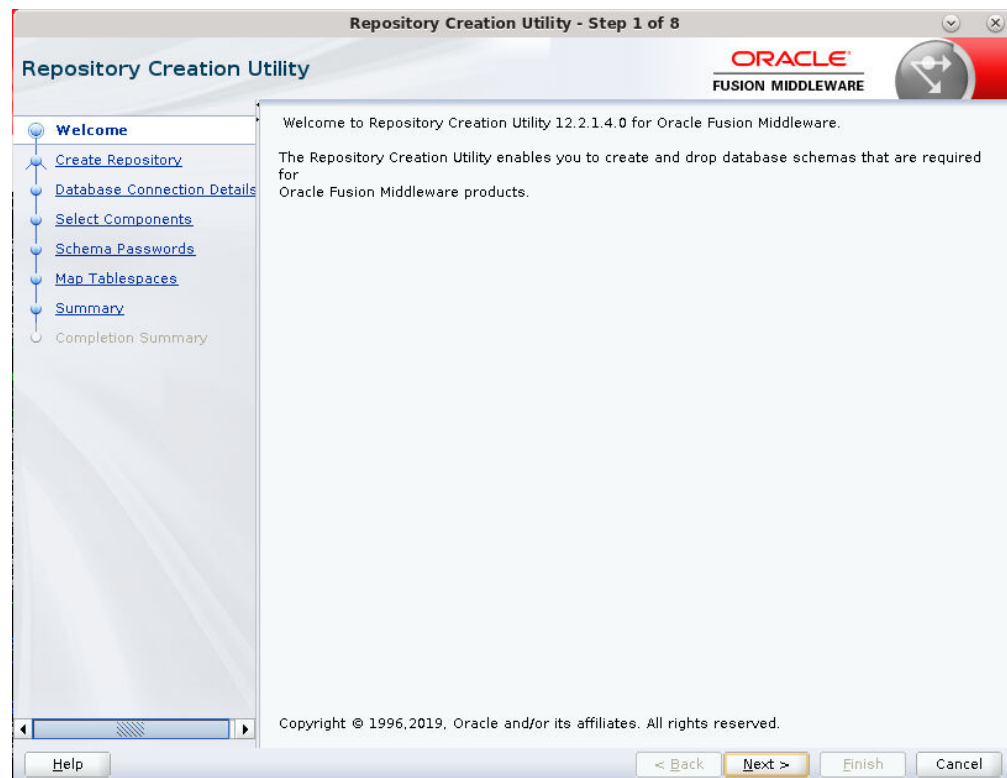 Repository Creation Utility - Step 1 of 8
Repository Creation Utility
ORACLE
FUSION MIDDLEWARE
Welcome
Create Repository
Database Connection Details
Select Components
Schema Passwords
Map Tablespaces
Summary
Completion Summary
Welcome to Repository Creation Utility 12.2.1.4.0 for Oracle Fusion Middleware.
The Repository Creation Utility enables you to create and drop database schemas that are required
for
Oracle Fusion Middleware products.
Copyright © 1996,2019, Oracle and/or its affiliates. All rights reserved.
Help
< Back
Next >
Finish
Cancel